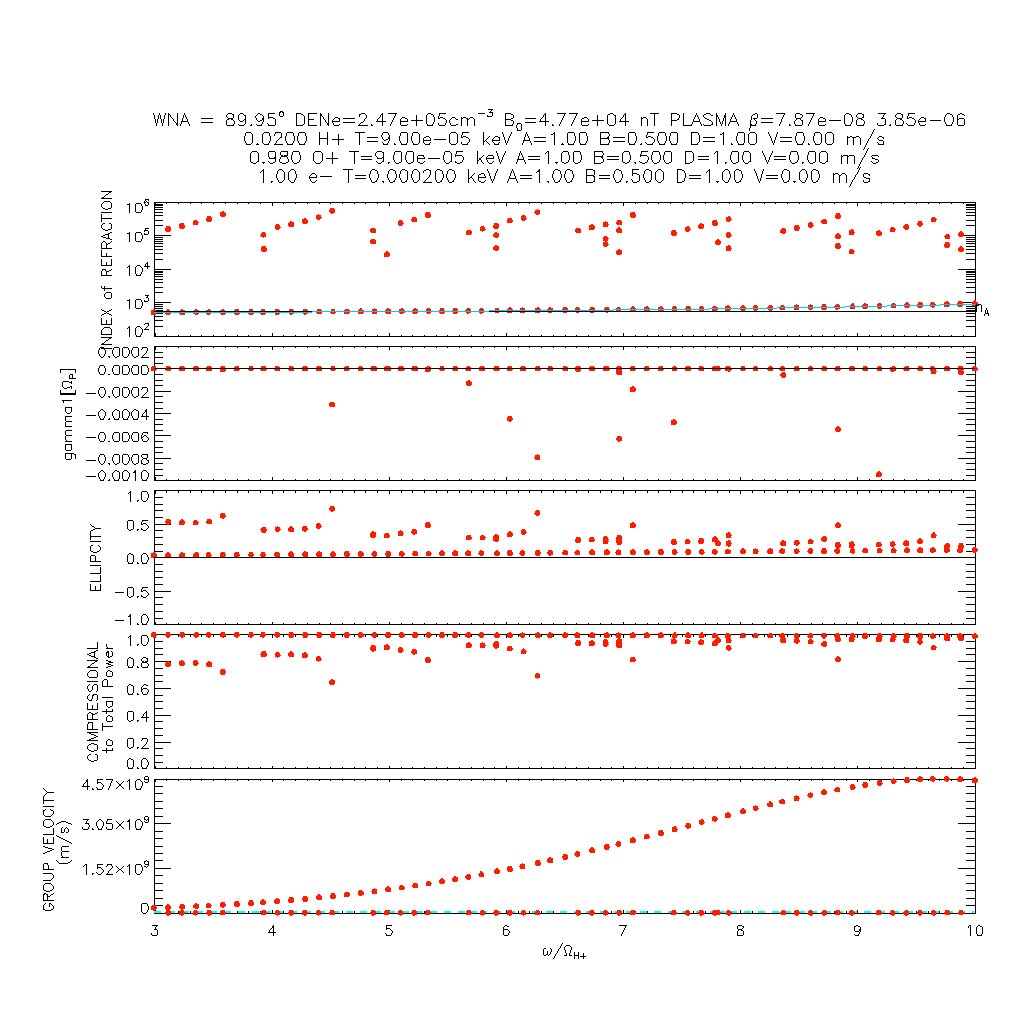 WNA = 89.95° DENe=2.47e+05cm⁻³ B₀=4.77e+04 nT PLASMA β=7.87e-08 3.85e-06
0.0200 H+ T=9.00e-05 keV A=1.00 B=0.500 D=1.00 V=0.00 m/s
0.980 O+ T=9.00e-05 keV A=1.00 B=0.500 D=1.00 V=0.00 m/s
1.00 e- T=0.000200 keV A=1.00 B=0.500 D=1.00 V=0.00 m/s
INDEX of REFRACTION
10⁶
10⁵
10⁴
10³
10²
n_A
gamma1[Ω_P]
0.0002
0.0000
-0.0002
-0.0004
-0.0006
-0.0008
-0.0010
ELLIPCITY
1.0
0.5
0.0
-0.5
-1.0
COMPRESSIONAL
to Total Power
1.0
0.8
0.6
0.4
0.2
0.0
GROUP VELOCITY
(m/s)
4.57×10⁹
3.05×10⁹
1.52×10⁹
0
3 4 5 6 7 8 9 10
ω/Ω_H+